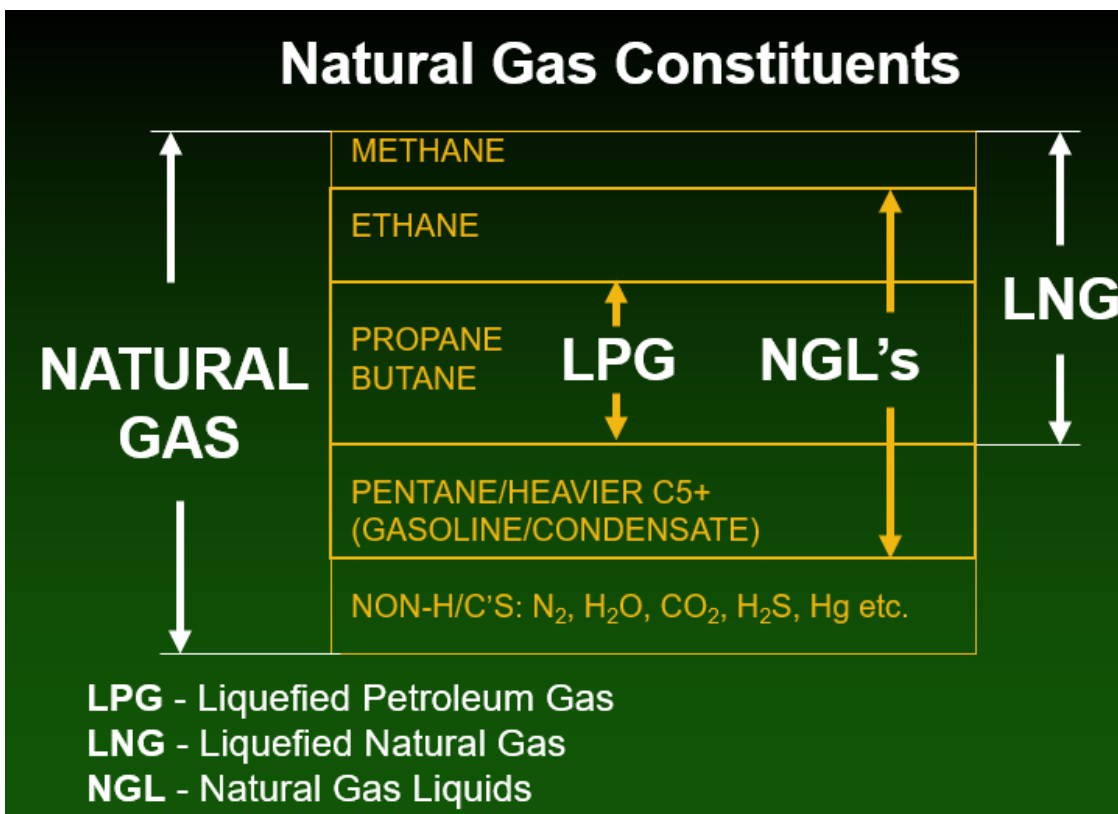 Natural Gas Constituents
METHANE
ETHANE
PROPANE
BUTANE
LPG
NGL’s
LNG
NATURAL
GAS
PENTANE/HEAVIER C5+
(GASOLINE/CONDENSATE)
NON-H/C’S: N₂, H₂O, CO₂, H₂S, Hg etc.
LPG - Liquefied Petroleum Gas
LNG - Liquefied Natural Gas
NGL - Natural Gas Liquids